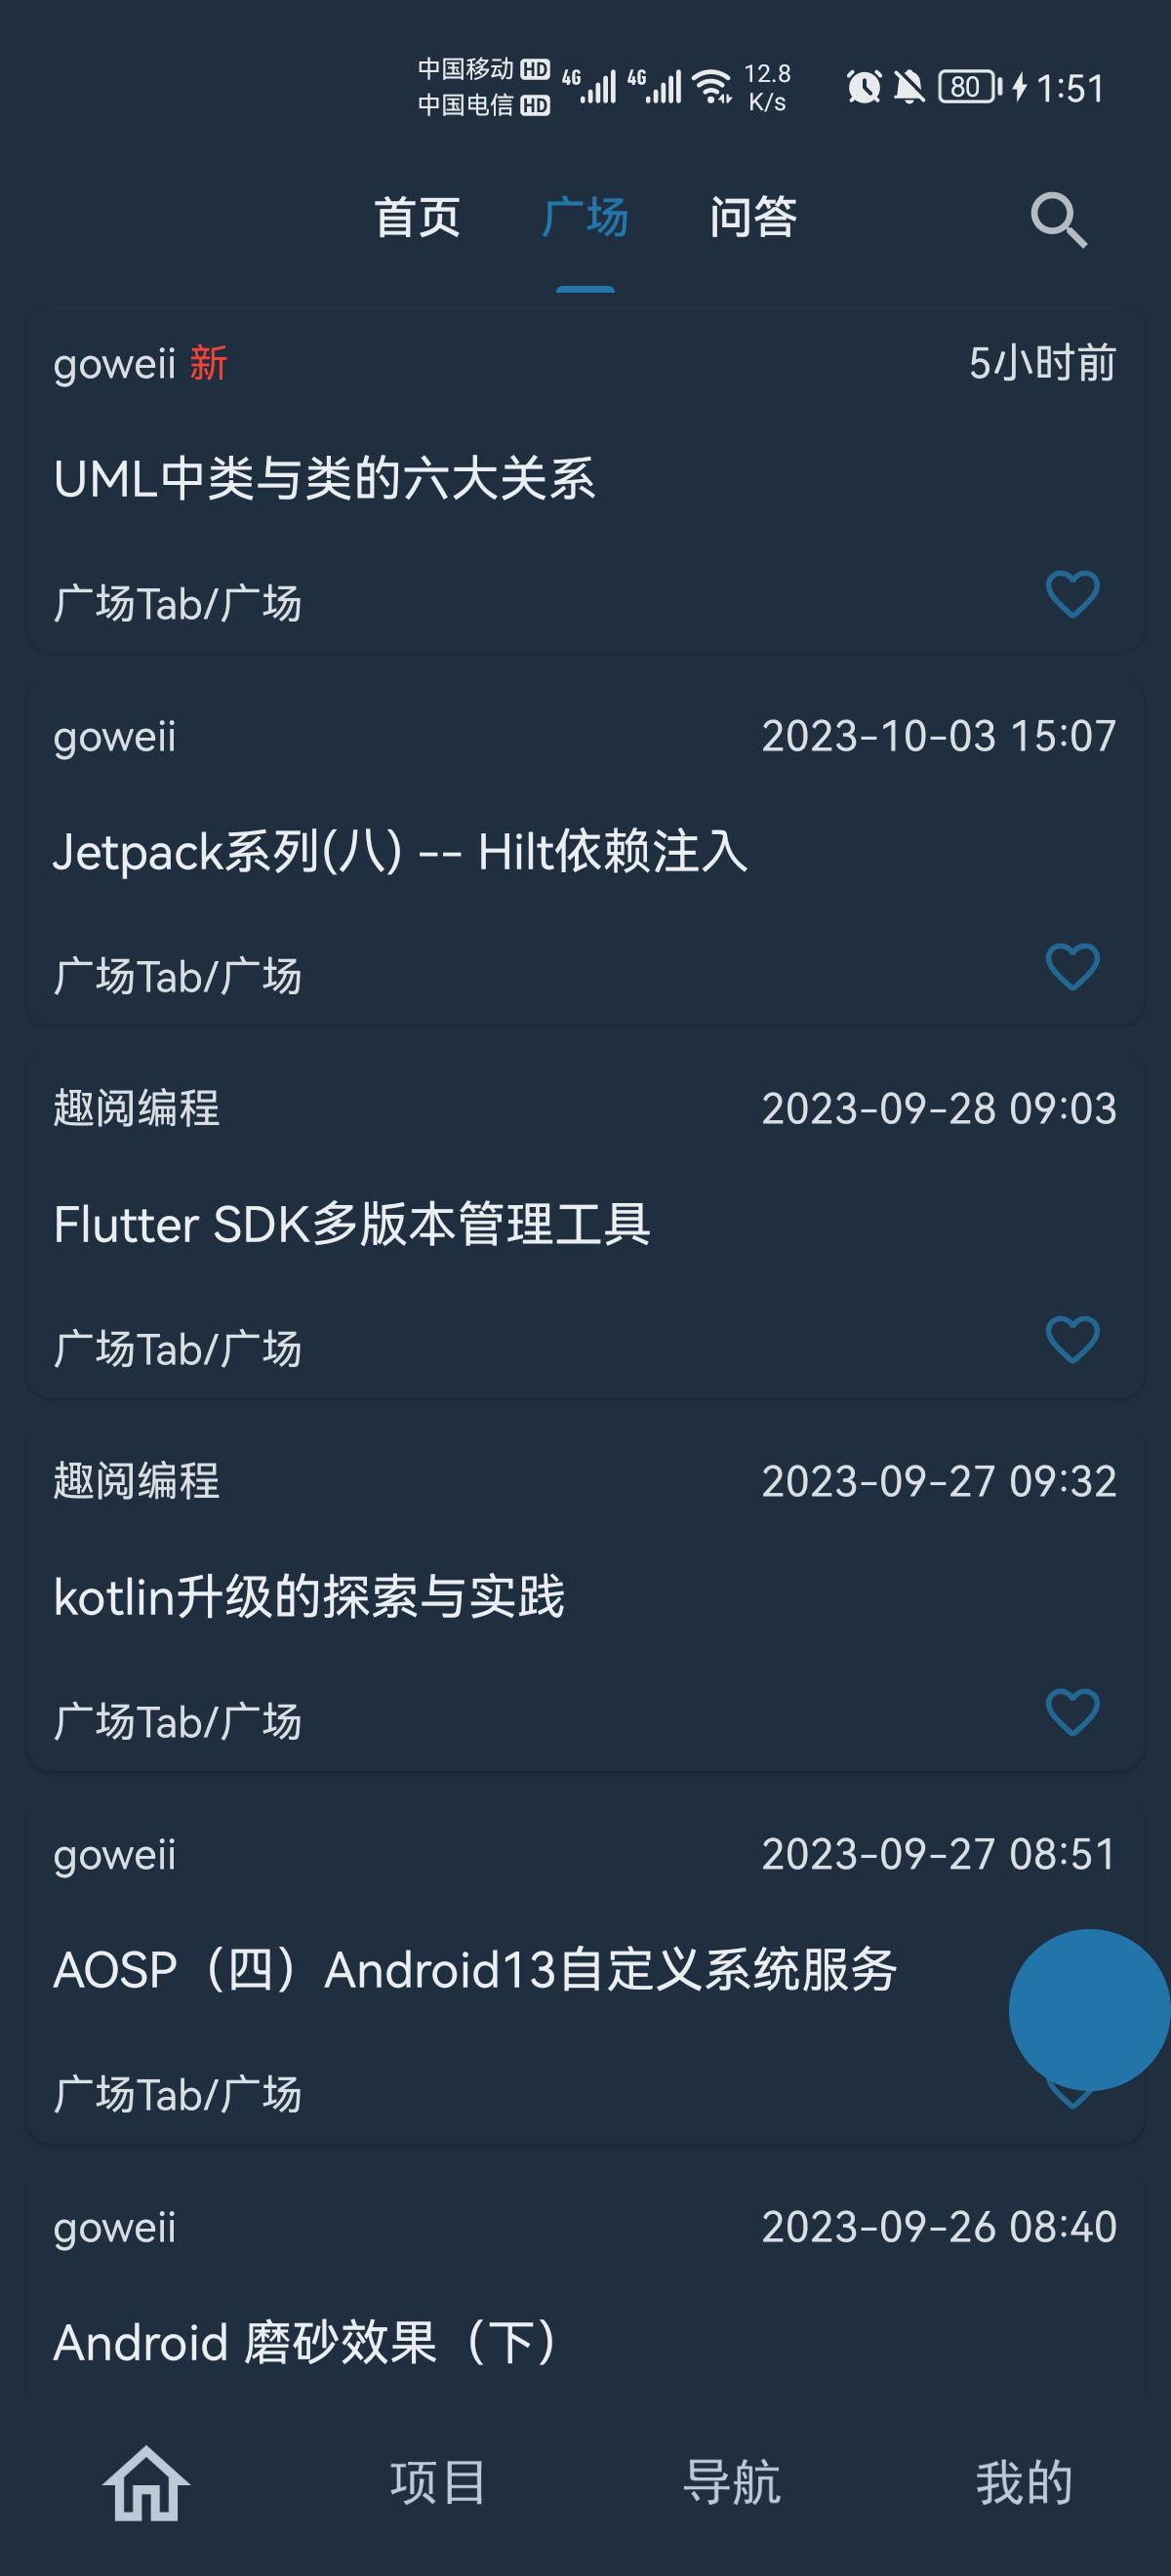 中国移动 HD 4G 4G 12.8 80 1:51
中国电信 HD K/s
首页 广场 问答
goweii 新 5小时前
UML中类与类的六大关系
广场Tab/广场
goweii 2023-10-03 15:07
Jetpack系列(八) -- Hilt依赖注入
广场Tab/广场
趣阅编程 2023-09-28 09:03
Flutter SDK多版本管理工具
广场Tab/广场
趣阅编程 2023-09-27 09:32
kotlin升级的探索与实践
广场Tab/广场
goweii 2023-09-27 08:51
AOSP（四）Android13自定义系统服务
广场Tab/广场
goweii 2023-09-26 08:40
Android 磨砂效果（下）
项目 导航 我的